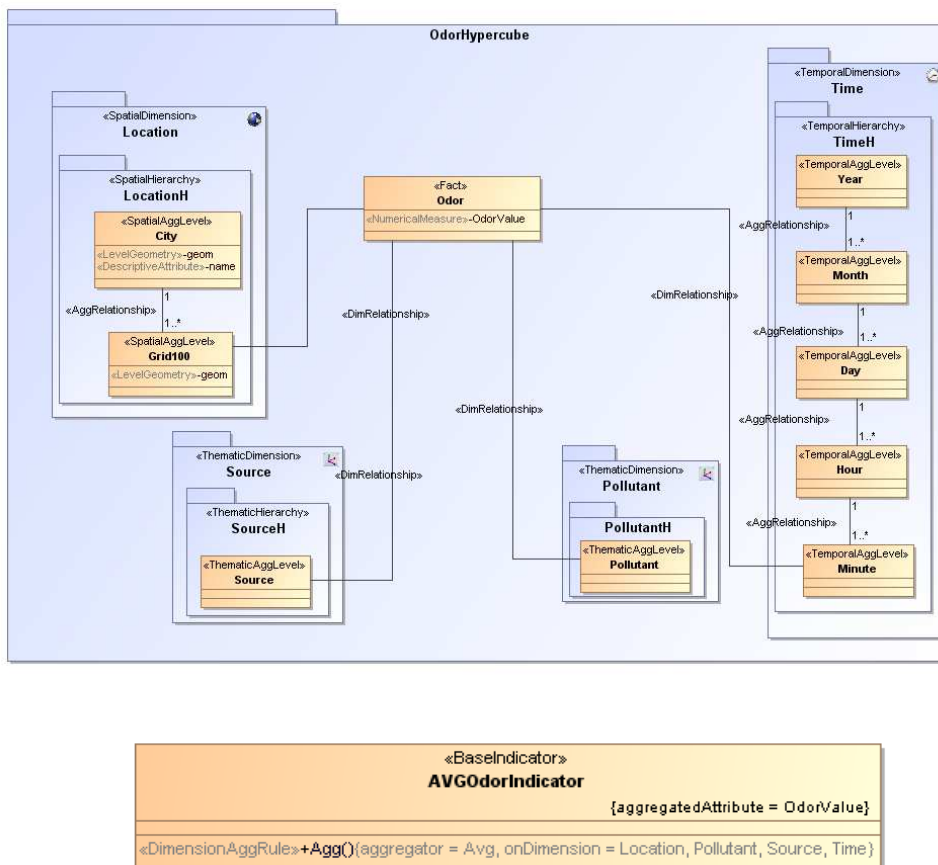 OdorHypercube
«SpatialDimension»
Location
«SpatialHierarchy»
LocationH
«SpatialAggLevel»
City
«LevelGeometry»-geom
«DescriptiveAttribute»-name
1
«AggRelationship»
1..*
«SpatialAggLevel»
Grid100
«LevelGeometry»-geom
«Fact»
Odor
«NumericalMeasure»-OdorValue
«DimRelationship»
«DimRelationship»
«DimRelationship»
«DimRelationship»
«ThematicDimension»
Source
«ThematicHierarchy»
SourceH
«ThematicAggLevel»
Source
«ThematicDimension»
Pollutant
PollutantH
«ThematicAggLevel»
Pollutant
«TemporalDimension»
Time
«TemporalHierarchy»
TimeH
«TemporalAggLevel»
Year
1
«AggRelationship»
1..*
«TemporalAggLevel»
Month
1
«AggRelationship»
1..*
«TemporalAggLevel»
Day
1
«AggRelationship»
1..*
«TemporalAggLevel»
Hour
1
«AggRelationship»
1..*
«TemporalAggLevel»
Minute
«BaseIndicator»
AVGOdorIndicator
{aggregatedAttribute = OdorValue}
«DimensionAggRule»+Agg(){aggregator = Avg, onDimension = Location, Pollutant, Source, Time}